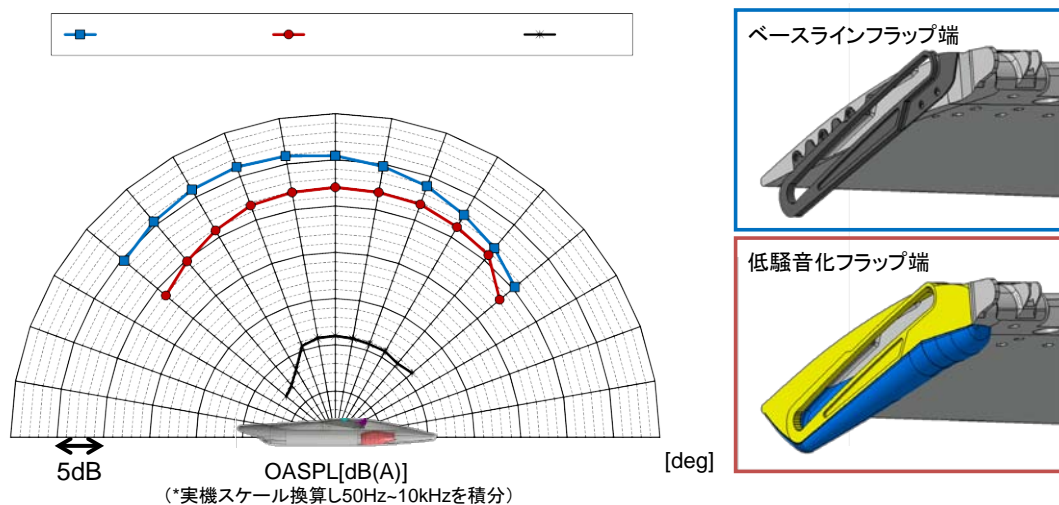 ベースラインフラップ端
低騒音化フラップ端
5dB
OASPL[dB(A)]
[deg]
（*実機スケール換算し50Hz~10kHzを積分）